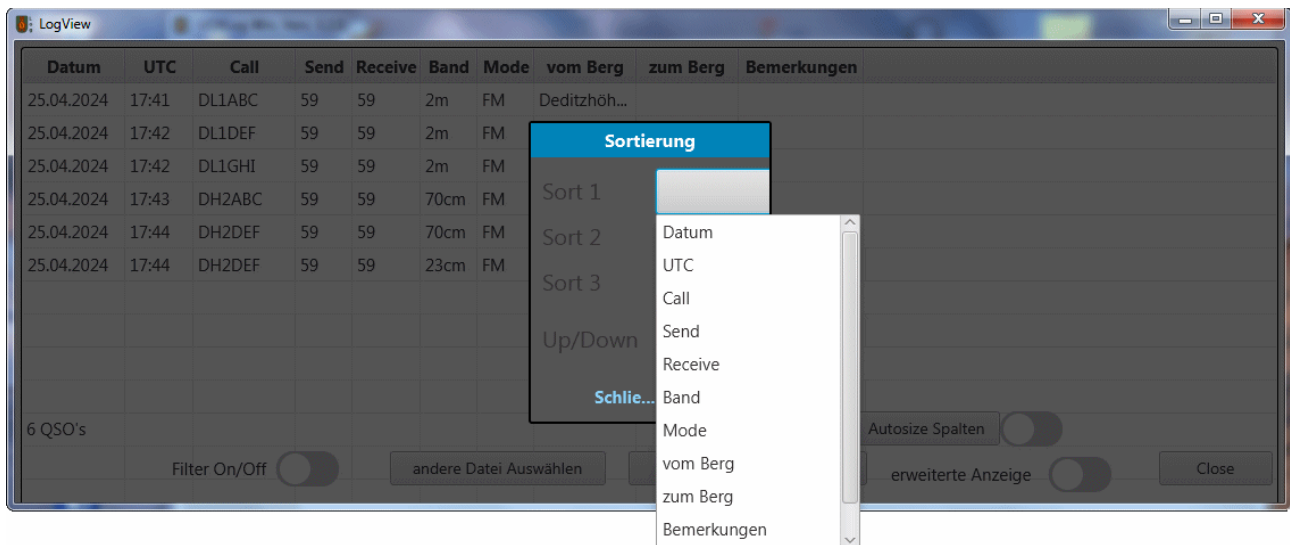 LogView
Datum UTC Call Send Receive Band Mode vom Berg zum Berg Bemerkungen
25.04.2024 17:41 DL1ABC 59 59 2m FM Deditzhöh...
25.04.2024 17:42 DL1DEF 59 59 2m FM
25.04.2024 17:42 DL1GHI 59 59 2m FM
25.04.2024 17:43 DH2ABC 59 59 70cm FM
25.04.2024 17:44 DH2DEF 59 59 70cm FM
25.04.2024 17:44 DH2DEF 59 59 23cm FM
Sortierung
Sort 1
Sort 2
Sort 3
Up/Down
Schlie...
Datum
UTC
Call
Send
Receive
Band
Mode
vom Berg
zum Berg
Bemerkungen
6 QSO's
Autosize Spalten
Filter On/Off
andere Datei Auswählen
erweiterte Anzeige
Close